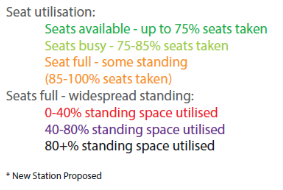 Seat utilisation:
Seats available - up to 75% seats taken
Seats busy - 75-85% seats taken
Seat full - some standing
(85-100% seats taken)
Seats full - widespread standing:
0-40% standing space utilised
40-80% standing space utilised
80+% standing space utilised
* New Station Proposed